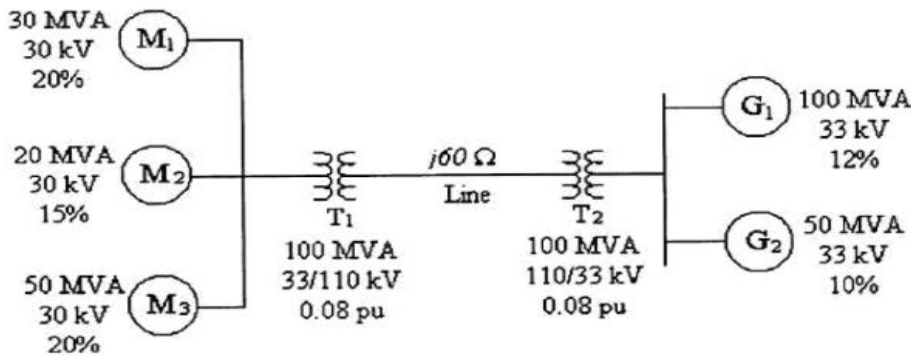 30 MVA
30 kV
20%
M₁
20 MVA
30 kV
15%
M₂
50 MVA
30 kV
20%
M₃
T₁
100 MVA
33/110 kV
0.08 pu
j60 Ω
Line
T₂
100 MVA
110/33 kV
0.08 pu
G₁
100 MVA
33 kV
12%
G₂
50 MVA
33 kV
10%